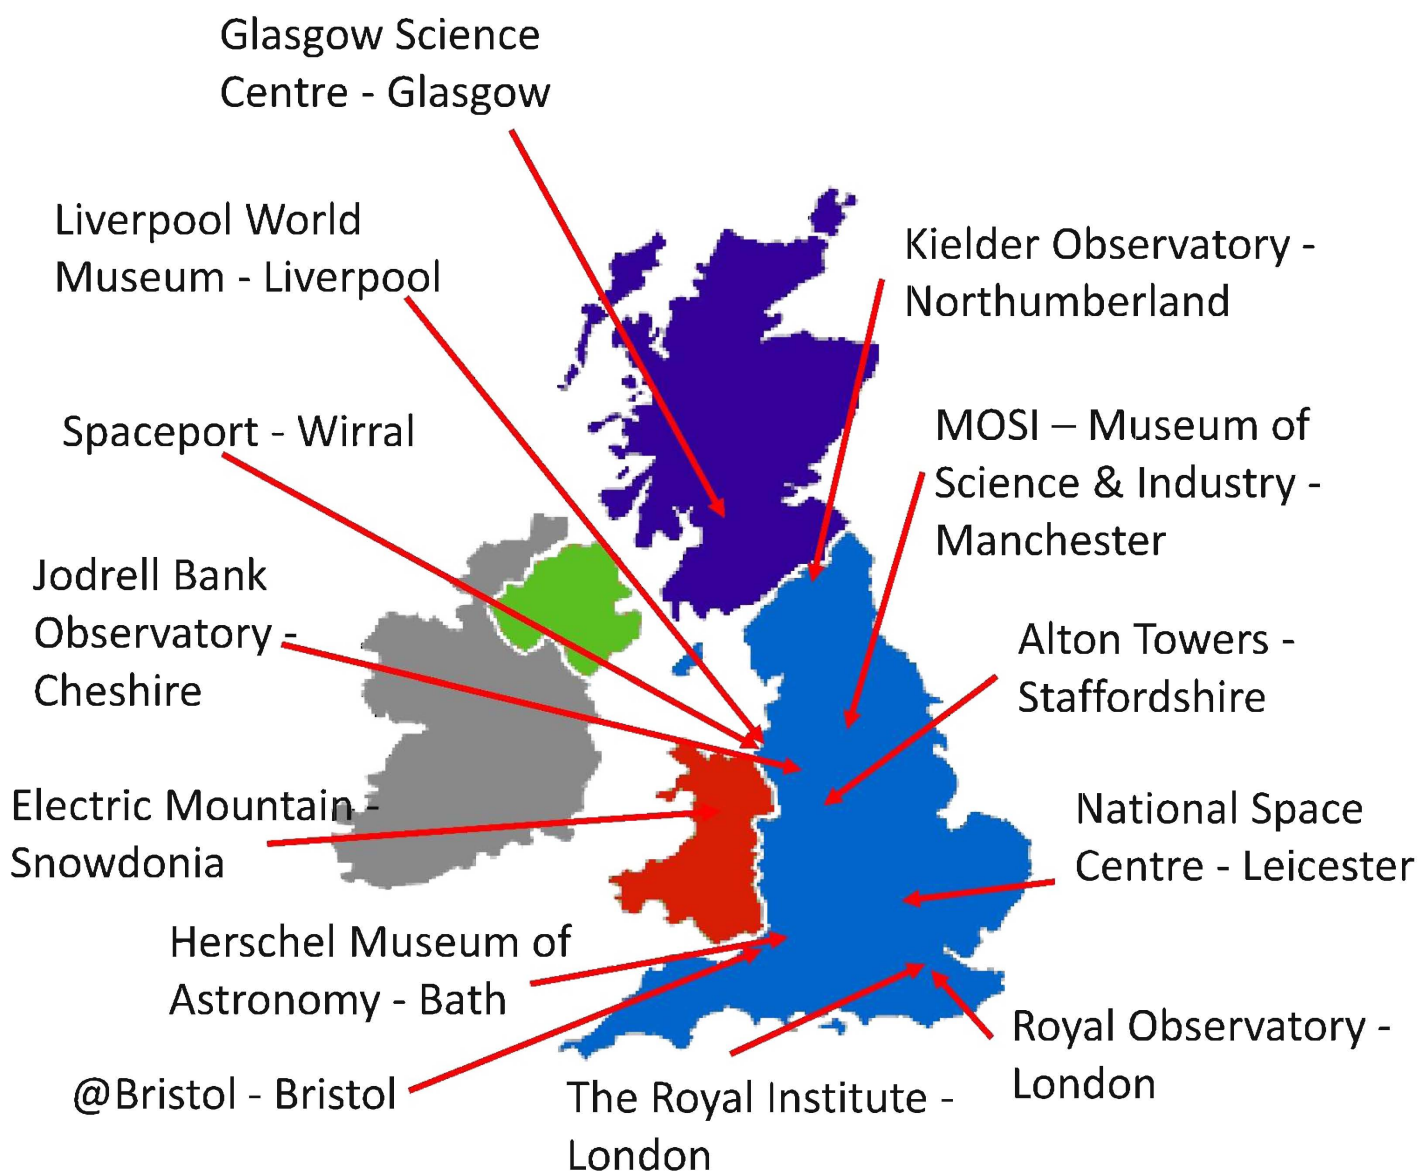 Glasgow Science
Centre - Glasgow
Liverpool World
Museum - Liverpool
Kielder Observatory -
Northumberland
Spaceport - Wirral
MOSI – Museum of
Science & Industry -
Manchester
Jodrell Bank
Observatory -
Cheshire
Alton Towers -
Staffordshire
Electric Mountain -
Snowdonia
National Space
Centre - Leicester
Herschel Museum of
Astronomy - Bath
Royal Observatory -
London
@Bristol - Bristol
The Royal Institute -
London